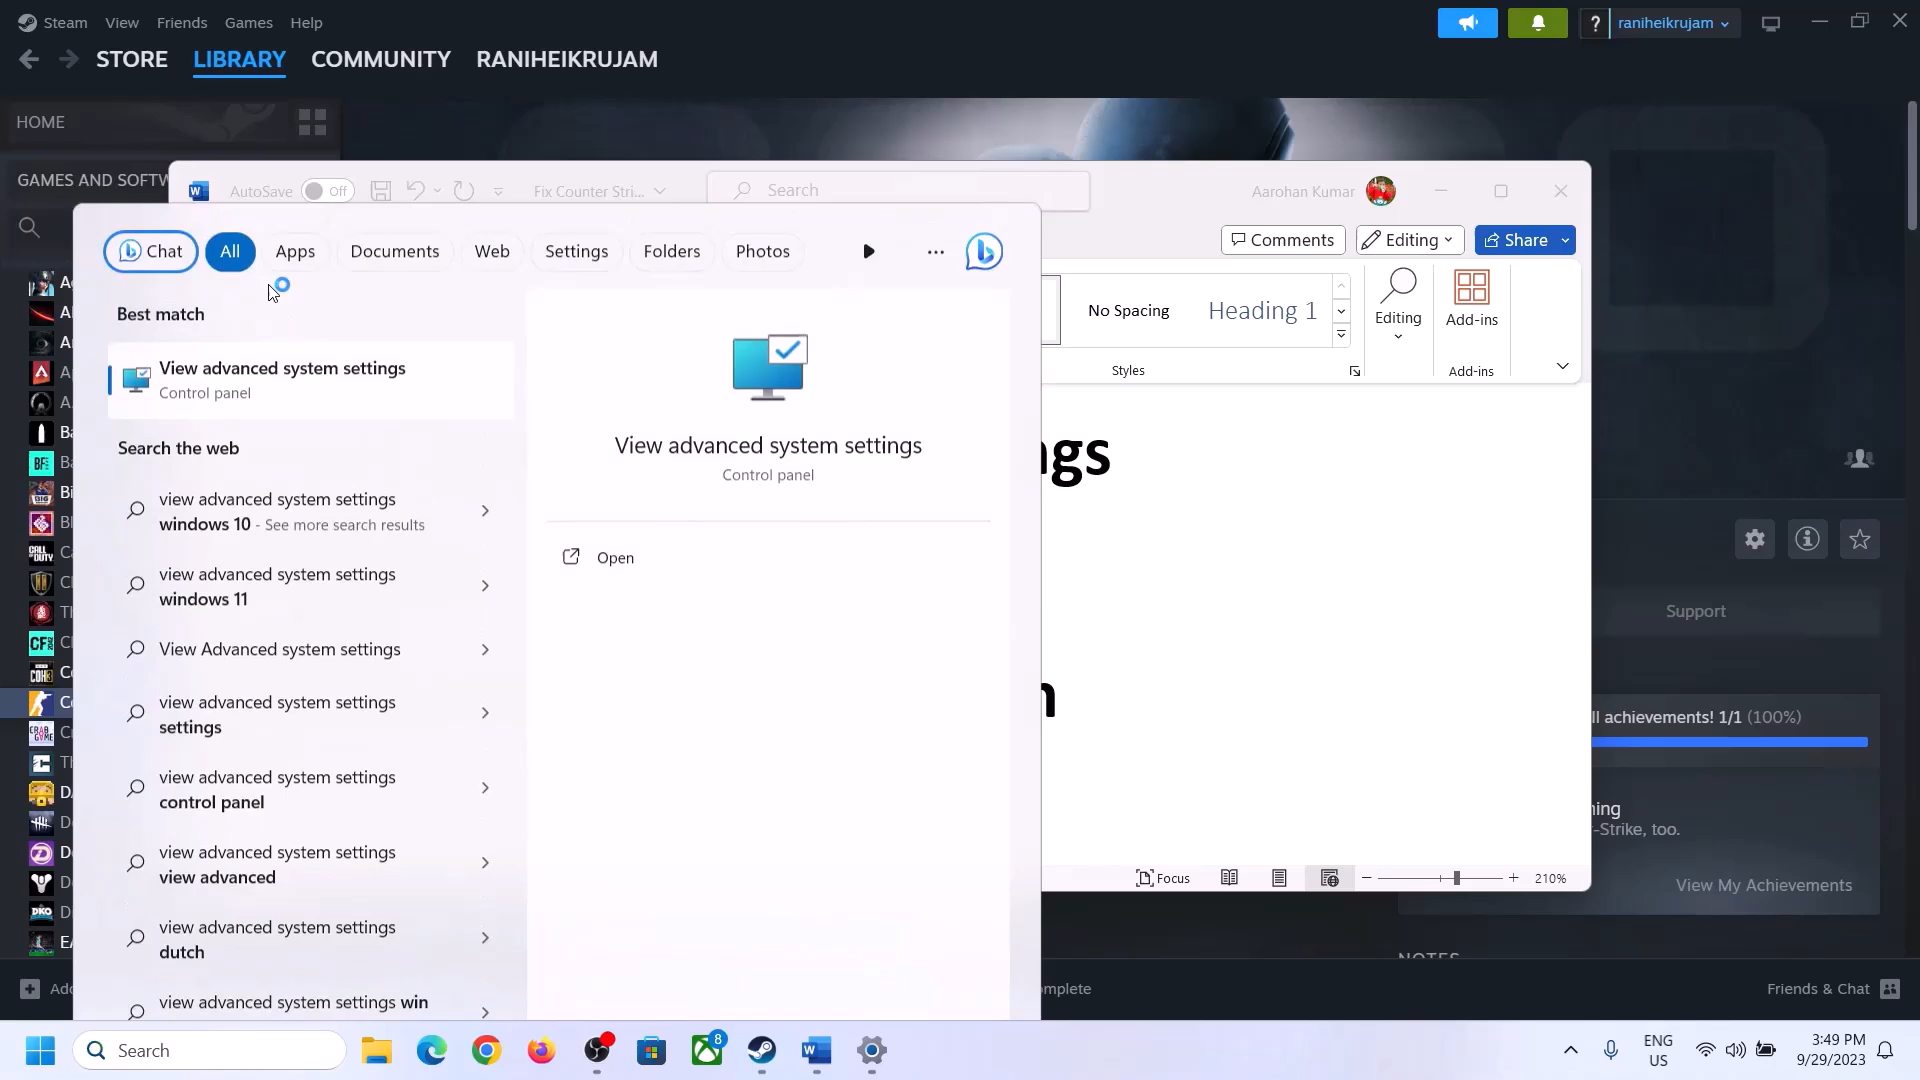 Steam View Friends Games Help
? raniheikrujam
STORE LIBRARY COMMUNITY RANIHEIKRUJAM
HOME
GAMES AND SOFTW
AutoSave Off Fix Counter Stri... Search Aarohan Kumar
Comments Editing Share
Chat All Apps Documents Web Settings Folders Photos
Best match
View advanced system settings
Control panel
Search the web
view advanced system settings
windows 10 - See more search results
view advanced system settings
windows 11
View Advanced system settings
view advanced system settings
settings
view advanced system settings
control panel
view advanced system settings
view advanced
view advanced system settings
dutch
view advanced system settings win
View advanced system settings
Control panel
Open
No Spacing Heading 1
Editing
Add-ins
Styles
Add-ins
ngs
n
Focus
210%
Support
ll achievements! 1/1 (100%)
ning
-Strike, too.
View My Achievements
NOTES
Add
omplete
Friends & Chat
Search
8
ENG
US
3:49 PM
9/29/2023